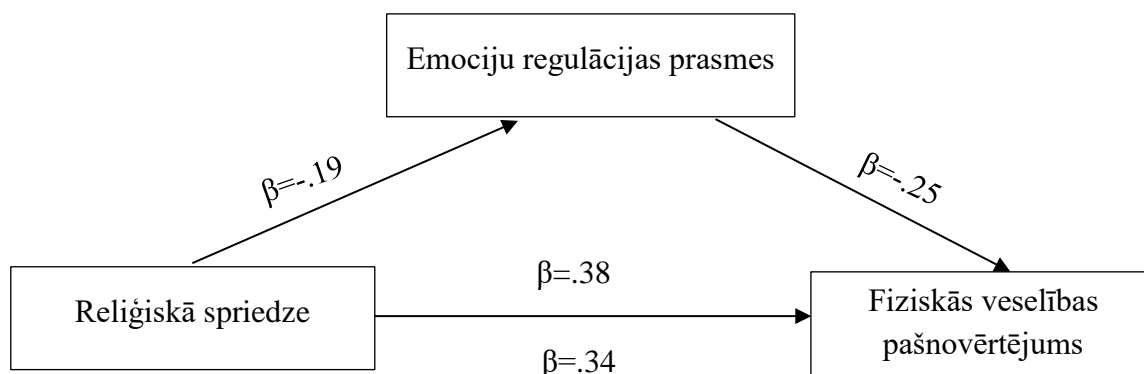 Emociju regulācijas prasmes
β=-.19
β=-.25
Reliģiskā spriedze
β=.38
β=.34
Fiziskās veselības
pašnovērtējums